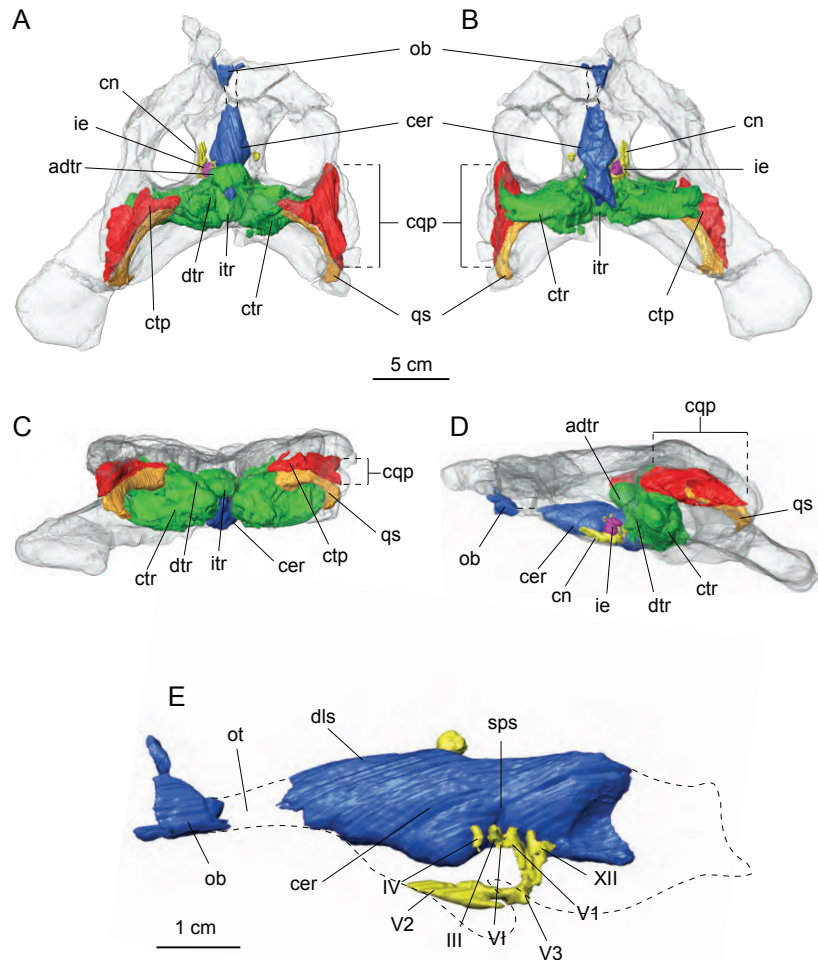 A
B
ob
cn
cer
cn
ie
adtr
ie
cqp
dtr
itr
ctr
ctp
qs
ctr
itr
ctp
5 cm
C
D
cqp
cqp
adtr
qs
ctr
dtr
itr
cer
ctp
ob
cer
cn
ie
dtr
ctr
qs
E
dls
sps
ot
ob
cer
IV
V2
III
VI
V3
V1
XII
1 cm